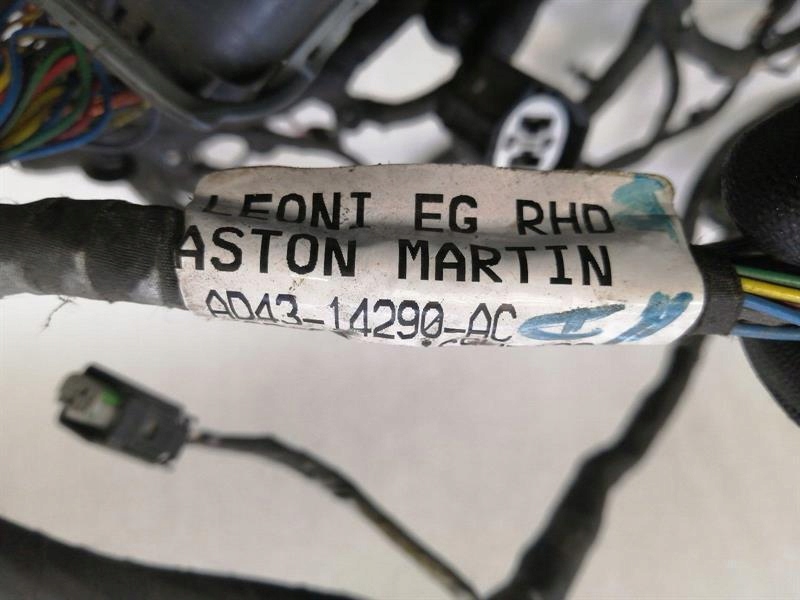 LEONI EG RHD
ASTON MARTIN
AD43-14290-AC